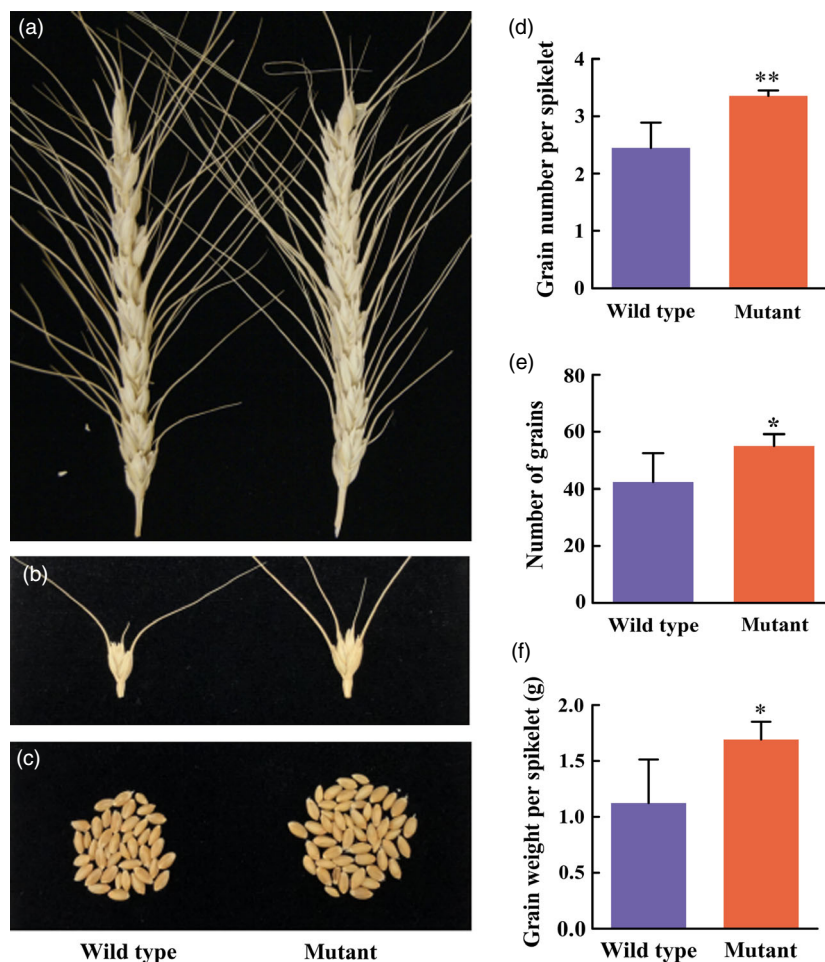 (a)
(b)
(c)
Wild type Mutant
(d)
Grain number per spikelet
4
3
2
1
0
**
Wild type Mutant
(e)
Number of grains
80
60
40
20
0
*
Wild type Mutant
(f)
Grain weight per spikelet (g)
2.0
1.5
1.0
0.5
0.0
*
Wild type Mutant